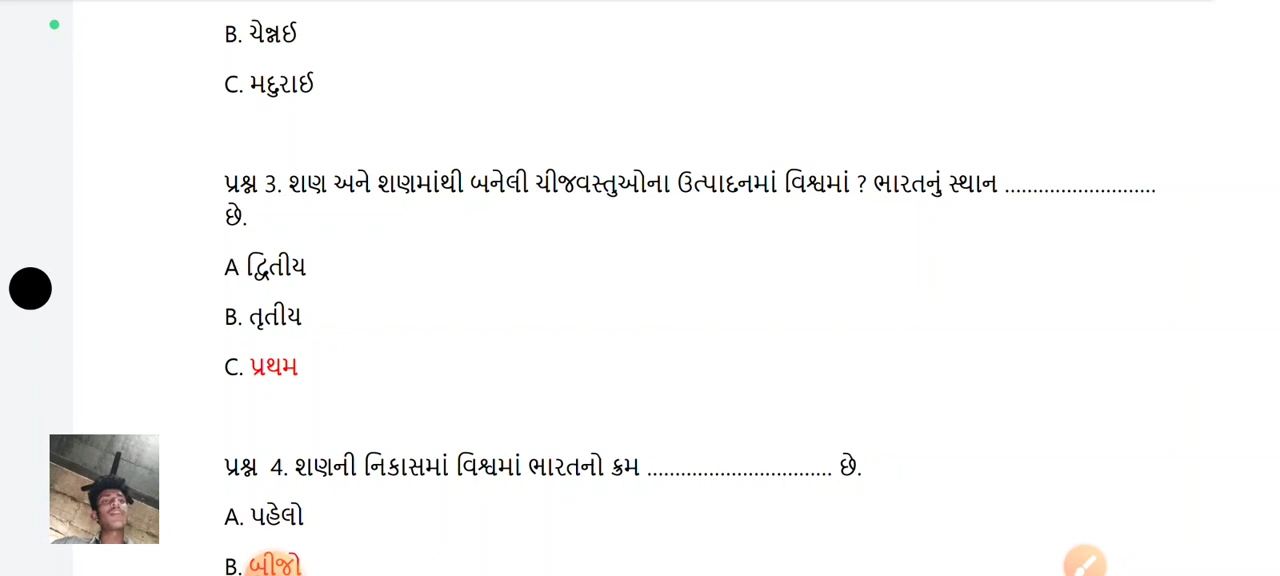 B. ચેન્નઈ
C. મદુરાઈ
પ્રશ્ન 3. શણ અને શણમાંથી બનેલી ચીજવસ્તુઓના ઉત્પાદનમાં વિશ્વમાં ? ભારતનું સ્થાન ...........................
છે.
A દ્વિતીય
B. તૃતીય
C. પ્રથમ
પ્રશ્ન 4. શણની નિકાસમાં વિશ્વમાં ભારતનો ક્રમ ................................. છે.
A. પહેલો
B. બીજો